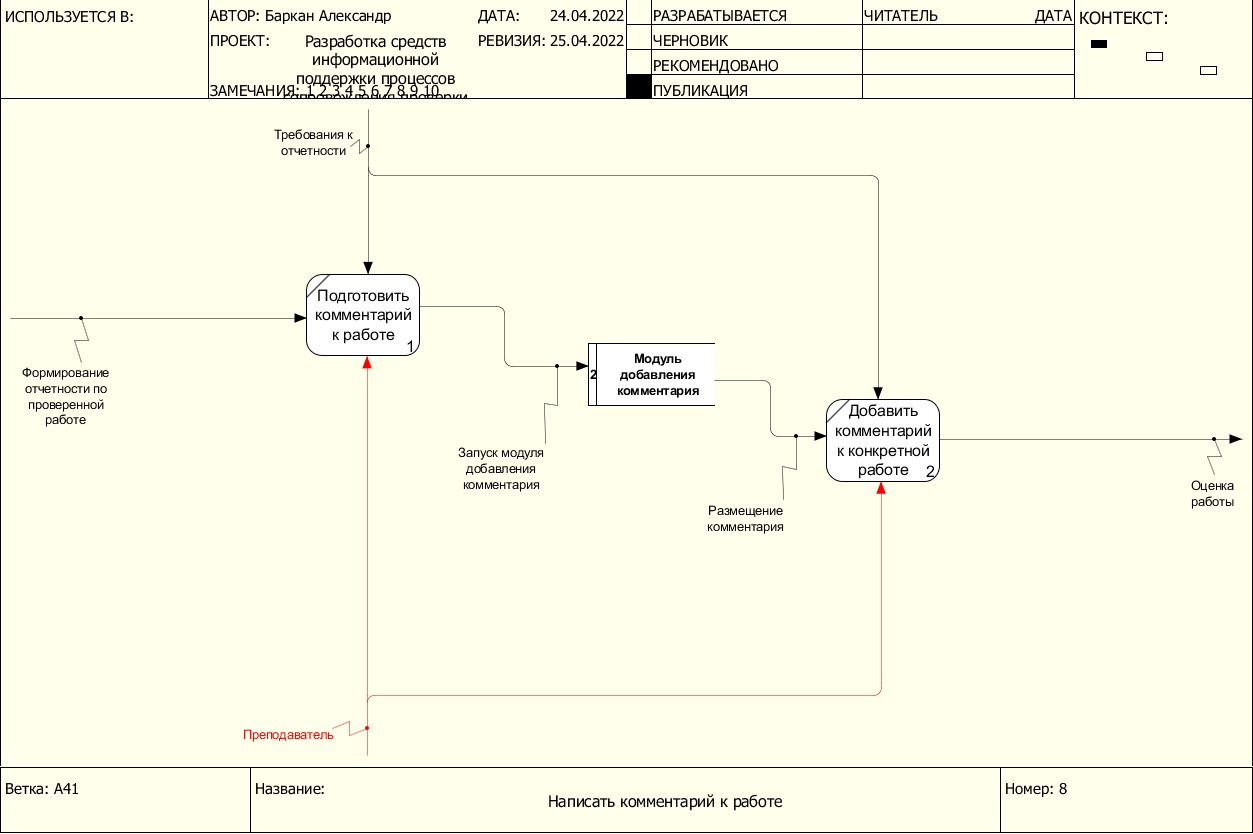 ИСПОЛЬЗУЕТСЯ В:
АВТОР: Баркан Александр
ДАТА: 24.04.2022
ПРОЕКТ: Разработка средств
информационной
поддержки процессов
РЕВИЗИЯ: 25.04.2022
ЗАМЕЧАНИЯ: 1 2 3 4 5 6 7 8 9 10
РАЗРАБАТЫВАЕТСЯ
ЧЕРНОВИК
РЕКОМЕНДОВАНО
ПУБЛИКАЦИЯ
ЧИТАТЕЛЬ ДАТА
КОНТЕКСТ:
Требования к
отчетности
Подготовить
комментарий
к работе
1
Формирование
отчетности по
проверенной
работе
2
Модуль
добавления
комментария
Запуск модуля
добавления
комментария
Добавить
комментарий
к конкретной
работе
2
Размещение
комментария
Оценка
работы
Преподаватель
Ветка: A41
Название:
Написать комментарий к работе
Номер: 8